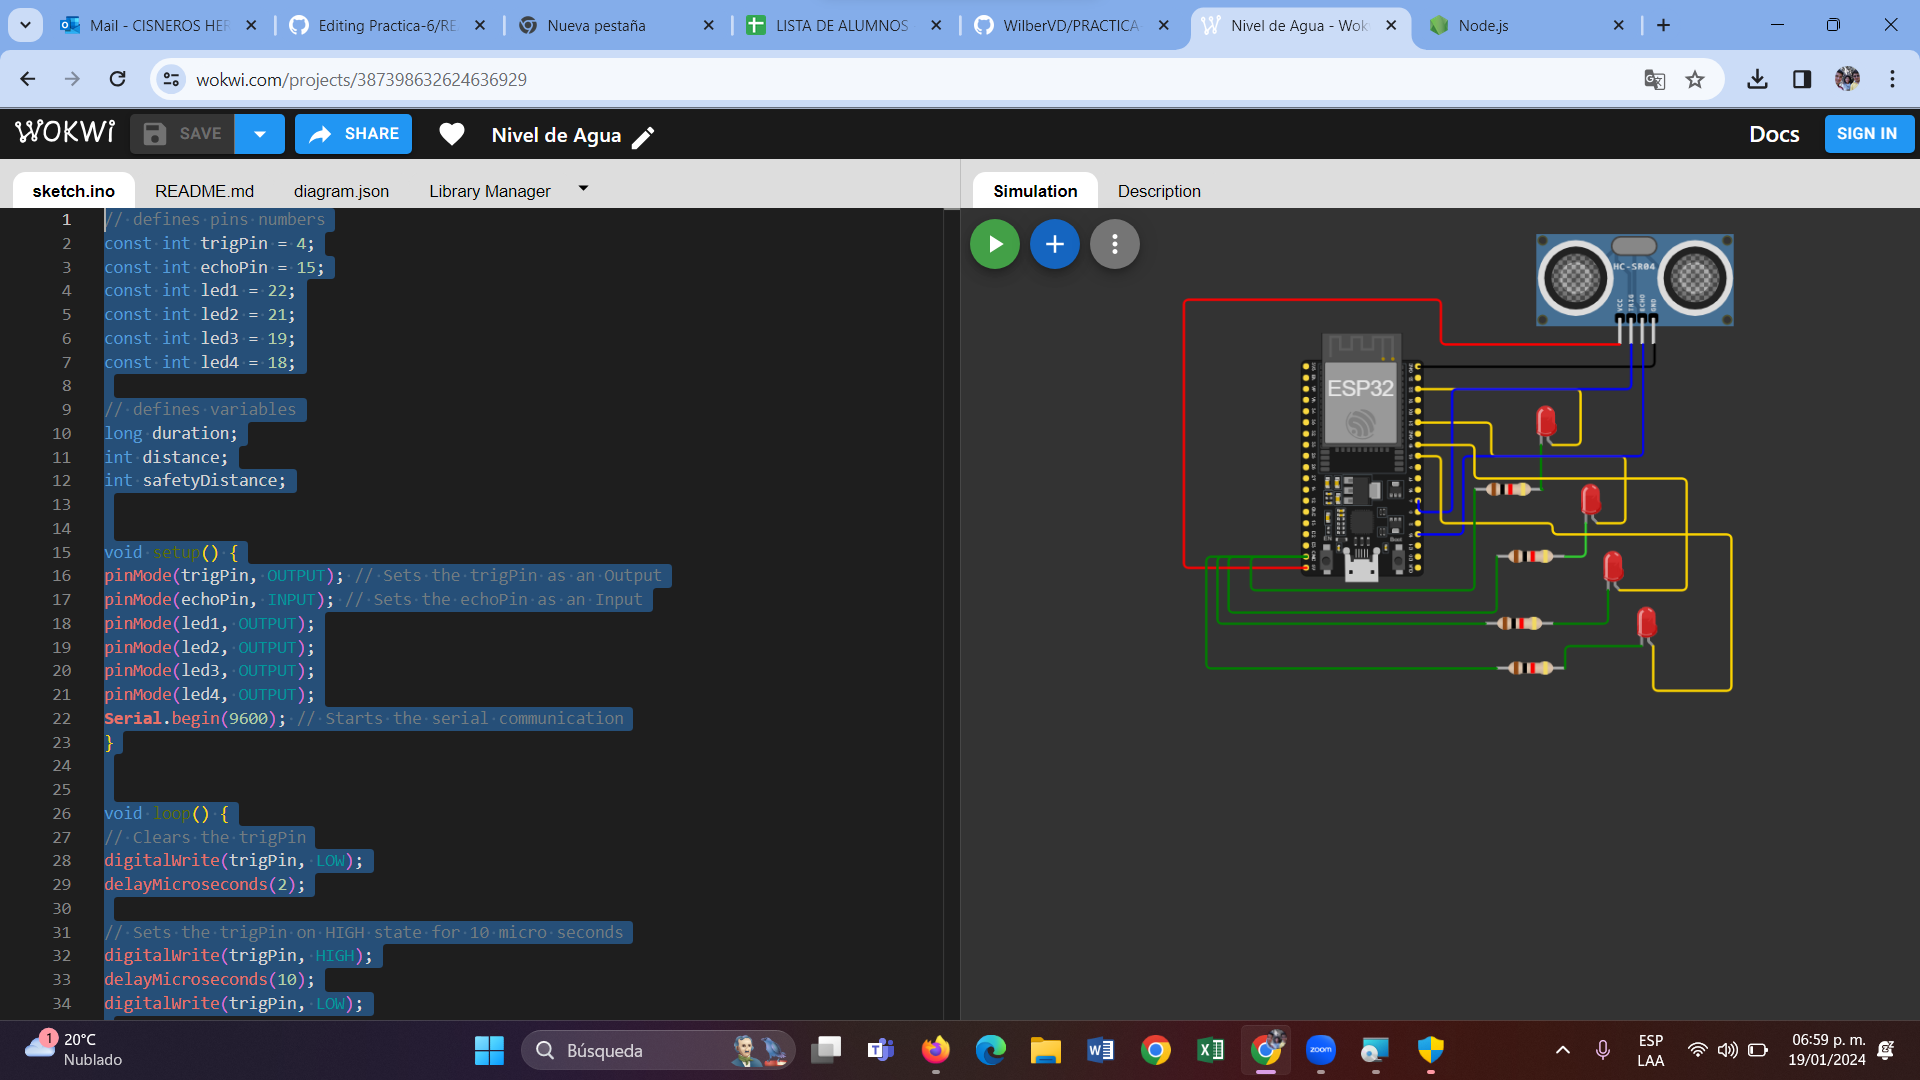 Mail - CISNEROS HER
Editing Practica-6/RE
Nueva pestaña
LISTA DE ALUMNOS
WilberVD/PRACTICA-
Nivel de Agua - Wok
Node.js
wokwi.com/projects/387398632624636929
WOKWI
SAVE
SHARE
Nivel de Agua
Docs
SIGN IN
sketch.ino
README.md
diagram.json
Library Manager
Simulation
Description
1 // defines pins numbers
2 const int trigPin = 4;
3 const int echoPin = 15;
4 const int led1 = 22;
5 const int led2 = 21;
6 const int led3 = 19;
7 const int led4 = 18;
8
9 // defines variables
10 long duration;
11 int distance;
12 int safetyDistance;
13
14
15 void setup() {
16 pinMode(trigPin, OUTPUT); // Sets the trigPin as an Output
17 pinMode(echoPin, INPUT); // Sets the echoPin as an Input
18 pinMode(led1, OUTPUT);
19 pinMode(led2, OUTPUT);
20 pinMode(led3, OUTPUT);
21 pinMode(led4, OUTPUT);
22 Serial.begin(9600); // Starts the serial communication
23 }
24
25
26 void loop() {
27 // Clears the trigPin
28 digitalWrite(trigPin, LOW);
29 delayMicroseconds(2);
30
31 // Sets the trigPin on HIGH state for 10 micro seconds
32 digitalWrite(trigPin, HIGH);
33 delayMicroseconds(10);
34 digitalWrite(trigPin, LOW);
HC-SR04
VCC
TRIG
ECHO
GND
ESP32
1
20°C
Nublado
Búsqueda
zoom
ESP
LAA
06:59 p. m.
19/01/2024